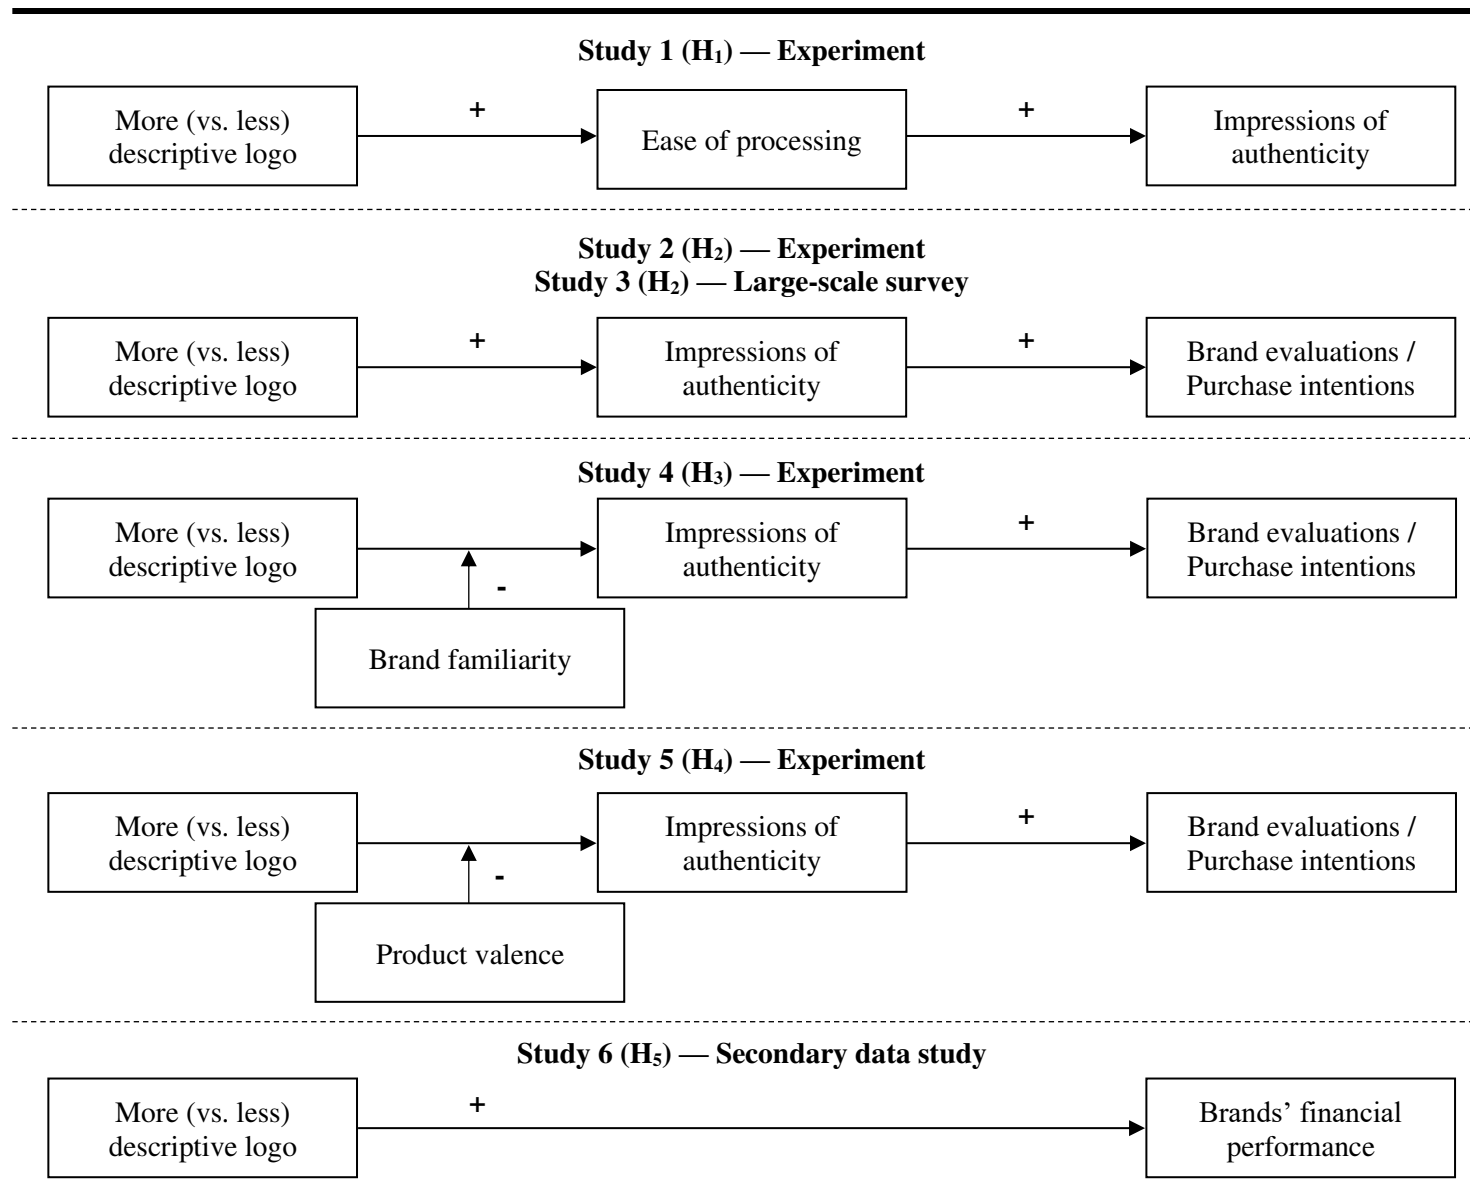 Study 1 (H₁) — Experiment
More (vs. less)
descriptive logo
+
Ease of processing
+
Impressions of
authenticity
Study 2 (H₂) — Experiment
Study 3 (H₂) — Large-scale survey
More (vs. less)
descriptive logo
+
Impressions of
authenticity
+
Brand evaluations /
Purchase intentions
Study 4 (H₃) — Experiment
More (vs. less)
descriptive logo
Impressions of
authenticity
+
Brand evaluations /
Purchase intentions
-
Brand familiarity
Study 5 (H₄) — Experiment
More (vs. less)
descriptive logo
Impressions of
authenticity
+
Brand evaluations /
Purchase intentions
-
Product valence
Study 6 (H₅) — Secondary data study
More (vs. less)
descriptive logo
+
Brands’ financial
performance